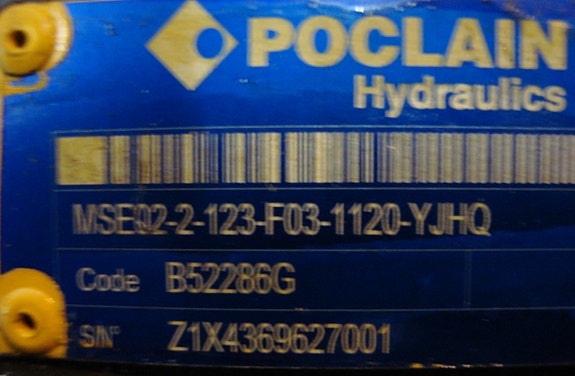 POCLAIN
Hydraulics
MSE02-2-123-F03-1120-YJHQ
Code B52286G
S/N° Z1X4369627001